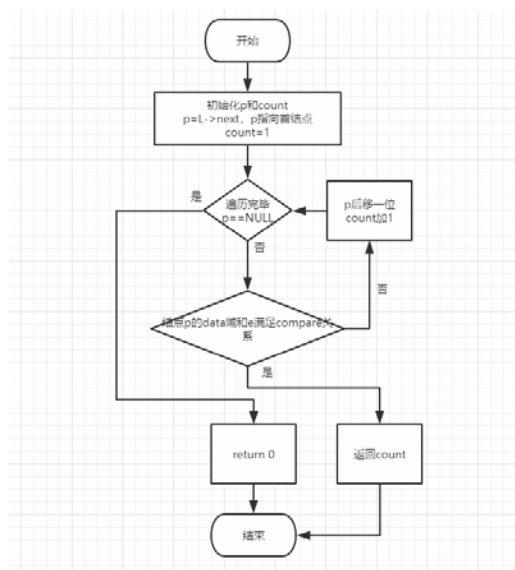 开始
初始化p和count
p=L->next，p指向首结点
count=1
是
遍历完毕
p==NULL
p后移一位
count加1
否
否
结点p的data域和e满足compare关
系
是
return 0
返回count
结束